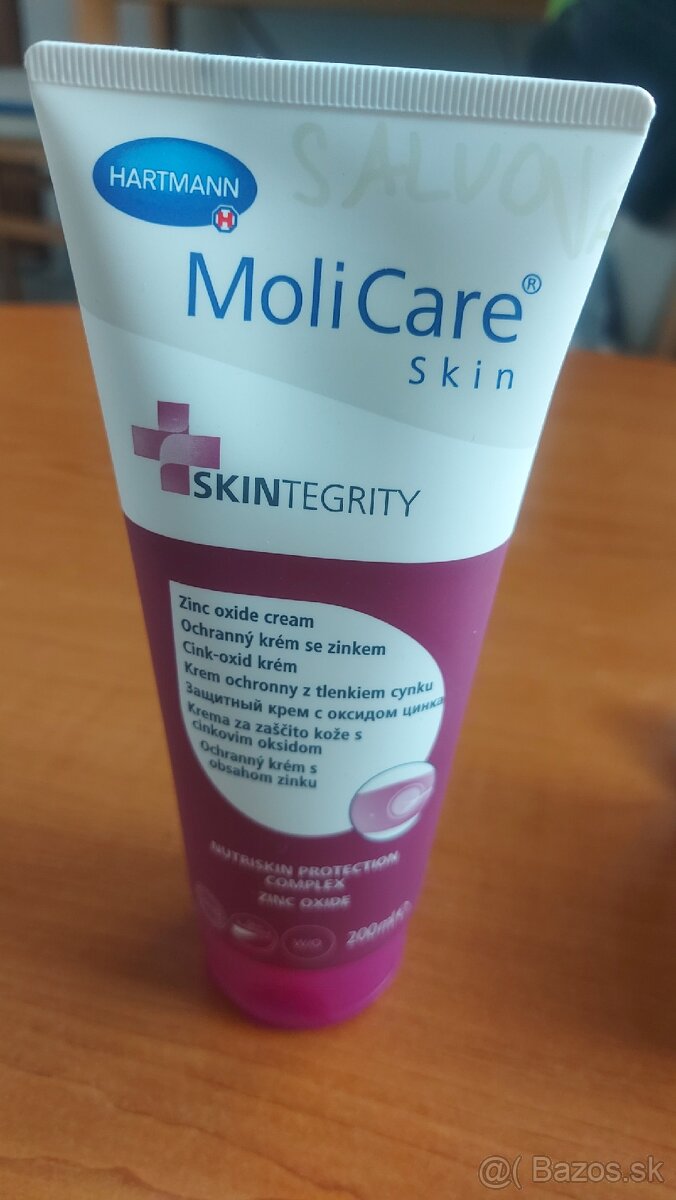 HARTMANN
SALVON
MoliCare®
Skin
SKINTEGRITY
Zinc oxide cream
Ochranný krém se zinkem
Cink-oxid krém
Krem ochronny z tlenkiem cynku
Защитный крем с оксидом цинка
Krema za zaščito kože s
cinkovim oksidom
Ochranný krém s
obsahom zinku
NUTRISKIN PROTECTION
COMPLEX
ZINC OXIDE
W/O
200ml ℮
@( Bazos.sk